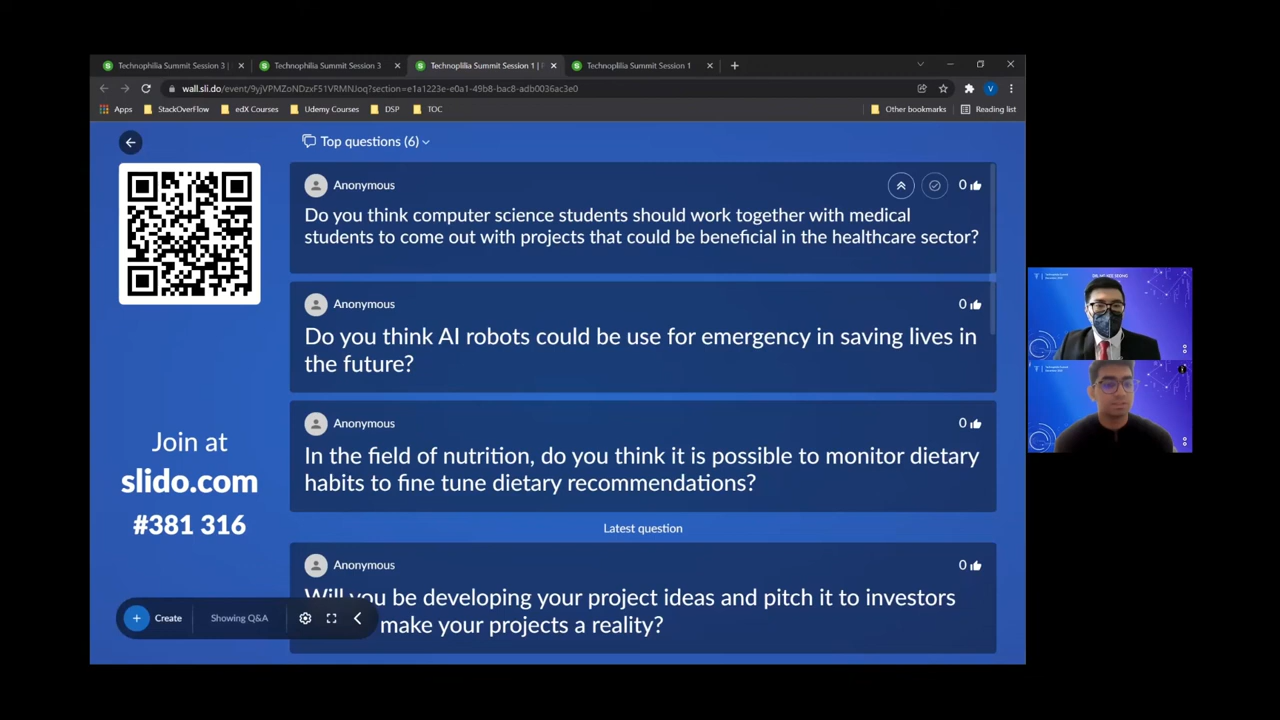 Technophilia Summit Session 3 |
Technophilia Summit Session 3
Technoplilia Summit Session 1 |
Technoplilia Summit Session 1
wall.sli.do/event/9yjVPMZoNDzxF51VRMNJoq?section=e1a1223e-e0a1-49b8-bac8-adb0036ac3e0
V
Apps
StackOverFlow
edX Courses
Udemy Courses
DSP
TOC
Other bookmarks
Reading list
Top questions (6)
Anonymous
0
Do you think computer science students should work together with medical
students to come out with projects that could be beneficial in the healthcare sector?
Anonymous
0
Do you think AI robots could be use for emergency in saving lives in
the future?
Anonymous
0
In the field of nutrition, do you think it is possible to monitor dietary
habits to fine tune dietary recommendations?
Latest question
Anonymous
0
Will you be developing your project ideas and pitch it to investors
make your projects a reality?
Join at
slido.com
#381 316
Create
Showing Q&A